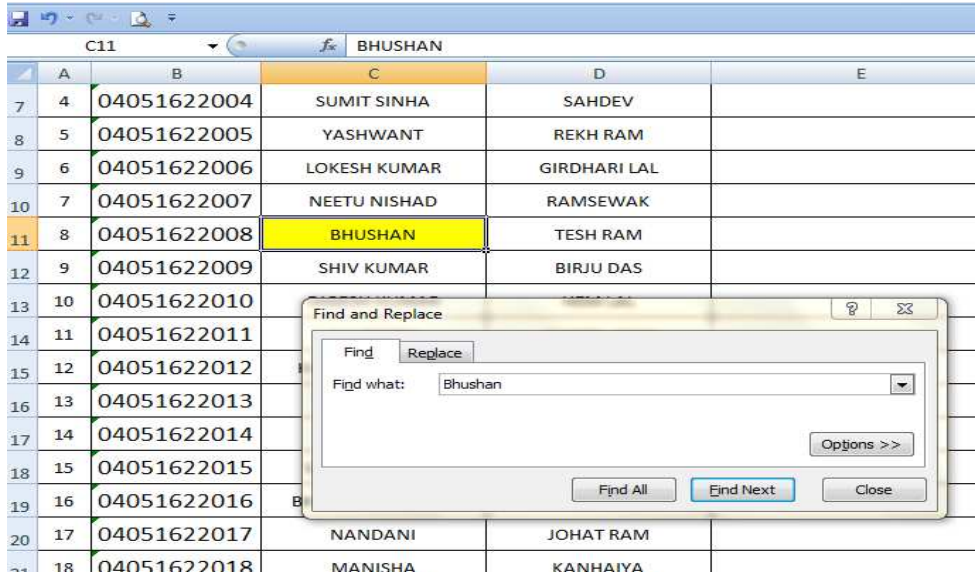 C11 fx BHUSHAN
A B C D E
7 4 04051622004 SUMIT SINHA SAHDEV
8 5 04051622005 YASHWANT REKH RAM
9 6 04051622006 LOKESH KUMAR GIRDHARI LAL
10 7 04051622007 NEETU NISHAD RAMSEWAK
11 8 04051622008 BHUSHAN TESH RAM
12 9 04051622009 SHIV KUMAR BIRJU DAS
13 10 04051622010
14 11 04051622011
15 12 04051622012
16 13 04051622013
17 14 04051622014
18 15 04051622015
19 16 04051622016 B
20 17 04051622017 NANDANI JOHAT RAM
21 18 04051622018 MANISHA KANHAIYA
Find and Replace
Find Replace
Find what: Bhushan
Options >>
Find All Find Next Close